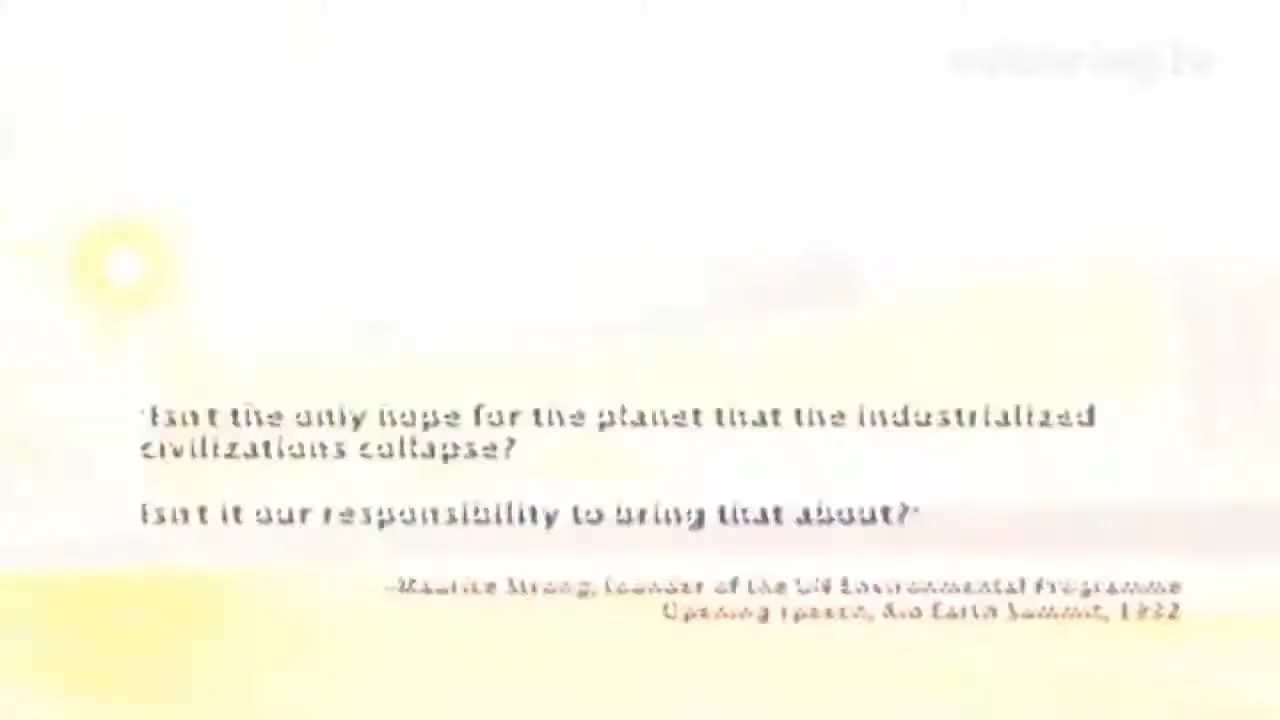 "Isn't the only hope for the planet that the industrialized
civilizations collapse?
Isn't it our responsibility to bring that about?"
-Maurice Strong, founder of the UN Environmental Programme
Opening speech, Rio Earth Summit, 1992